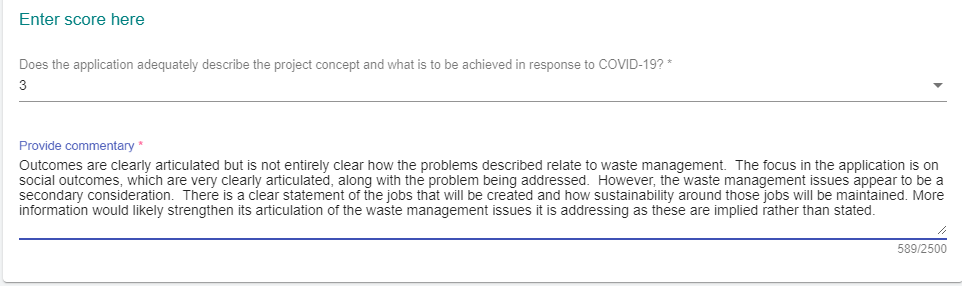 Enter score here
Does the application adequately describe the project concept and what is to be achieved in response to COVID-19? *
3
Provide commentary *
Outcomes are clearly articulated but is not entirely clear how the problems described relate to waste management.  The focus in the application is on
social outcomes, which are very clearly articulated, along with the problem being addressed.  However, the waste management issues appear to be a
secondary consideration.  There is a clear statement of the jobs that will be created and how sustainability around those jobs will be maintained. More
information would likely strengthen its articulation of the waste management issues it is addressing as these are implied rather than stated.
589/2500